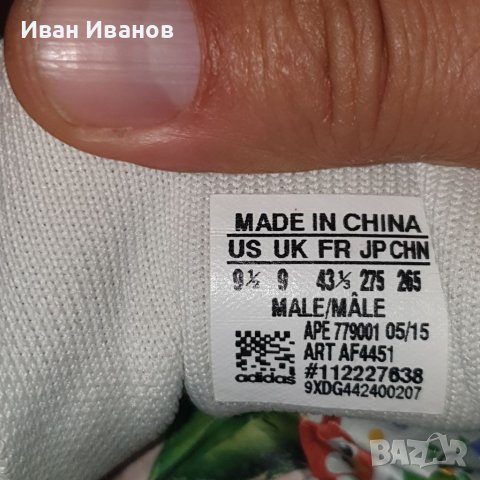 Иван Иванов
MADE IN CHINA
US UK FR JP CHN
9½ 9 43⅓ 275 265
MALE/MÂLE
APE 779001 05/15
ART AF4451
#112227638
adidas
9XDG442400207
BAZAR